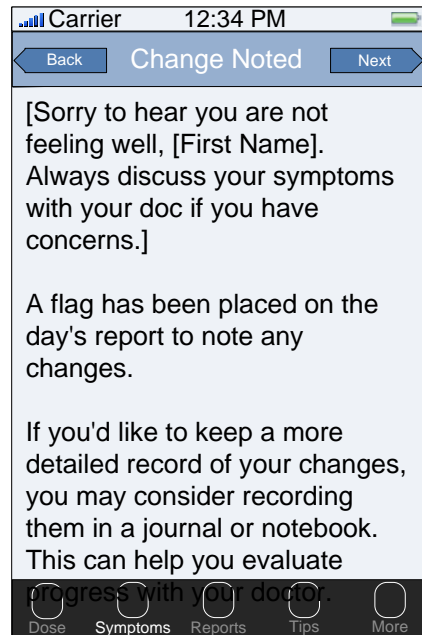 Carrier 12:34 PM
Back Change Noted Next
[Sorry to hear you are not
feeling well, [First Name].
Always discuss your symptoms
with your doc if you have
concerns.]
A flag has been placed on the
day's report to note any
changes.
If you'd like to keep a more
detailed record of your changes,
you may consider recording
them in a journal or notebook.
This can help you evaluate
progress with your doctor.
Dose Symptoms Reports Tips More